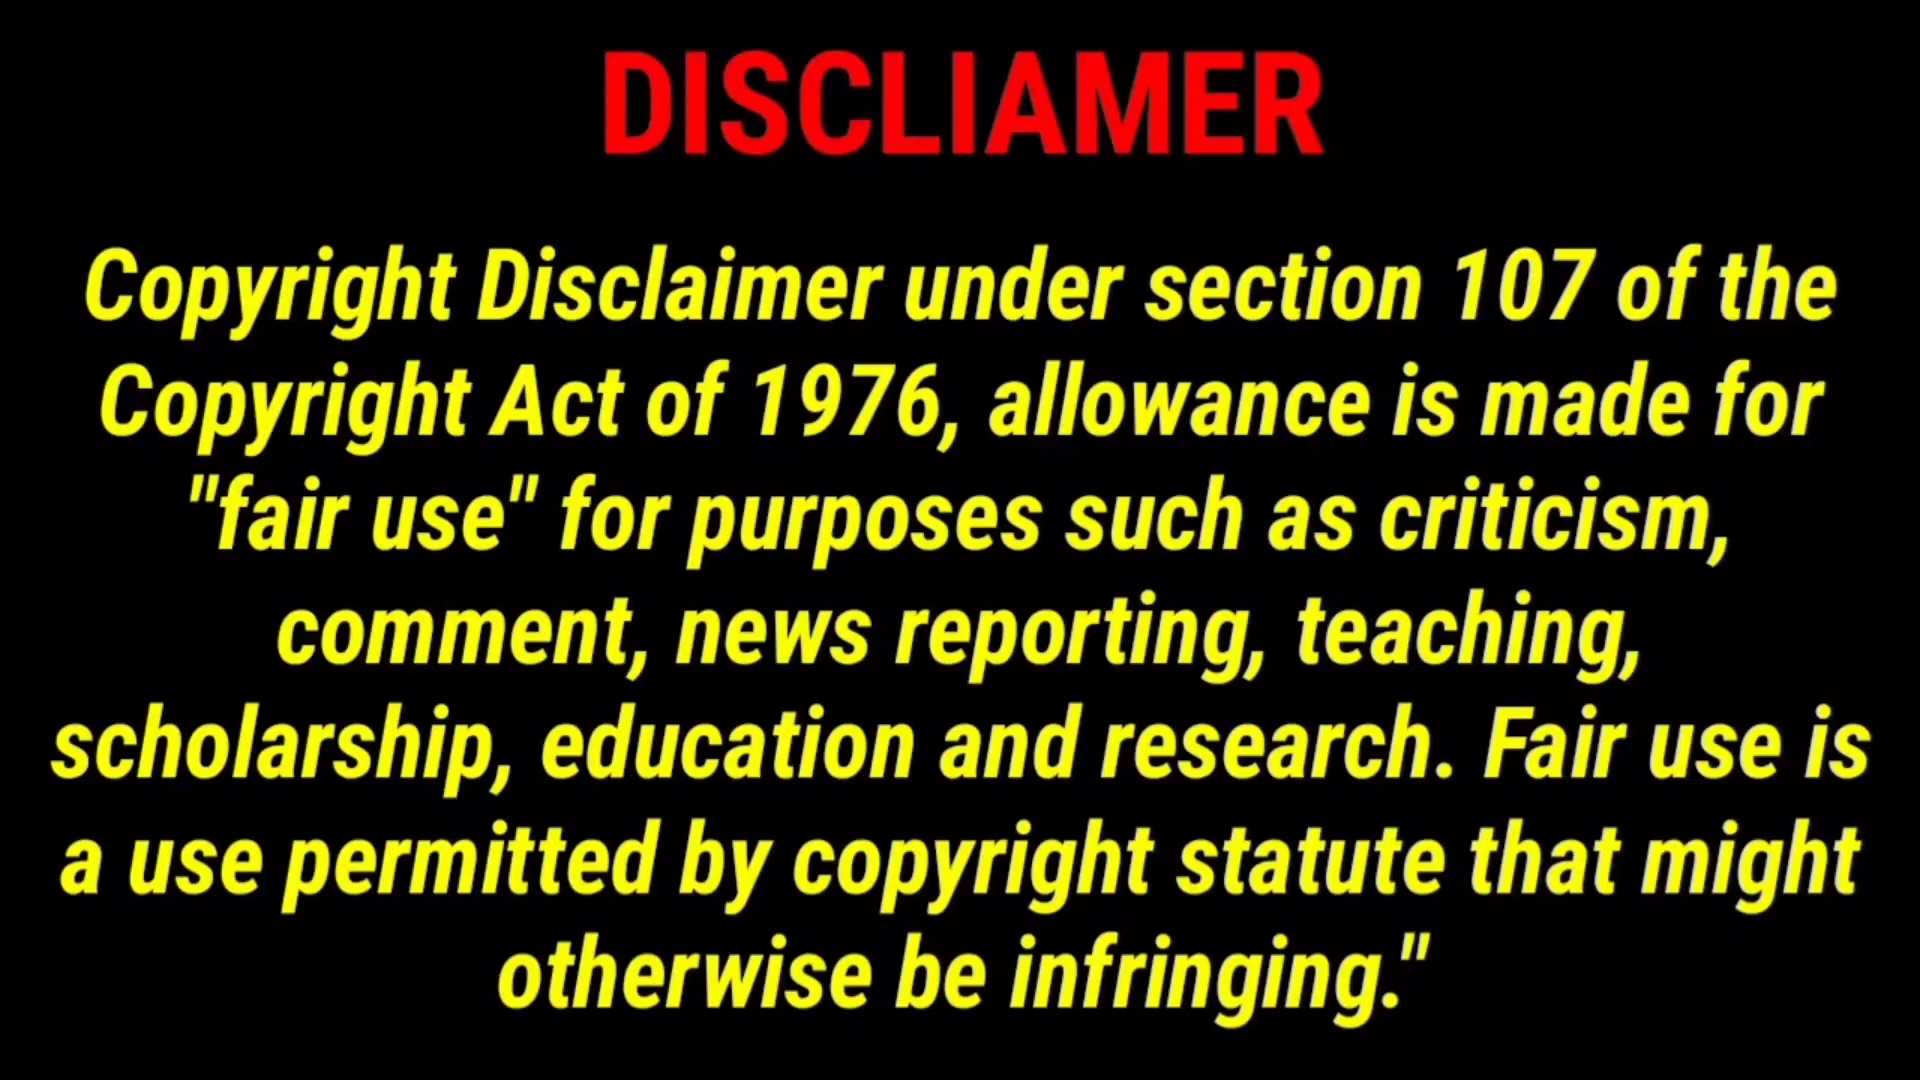 DISCLIAMER
Copyright Disclaimer under section 107 of the
Copyright Act of 1976, allowance is made for
"fair use" for purposes such as criticism,
comment, news reporting, teaching,
scholarship, education and research. Fair use is
a use permitted by copyright statute that might
otherwise be infringing."